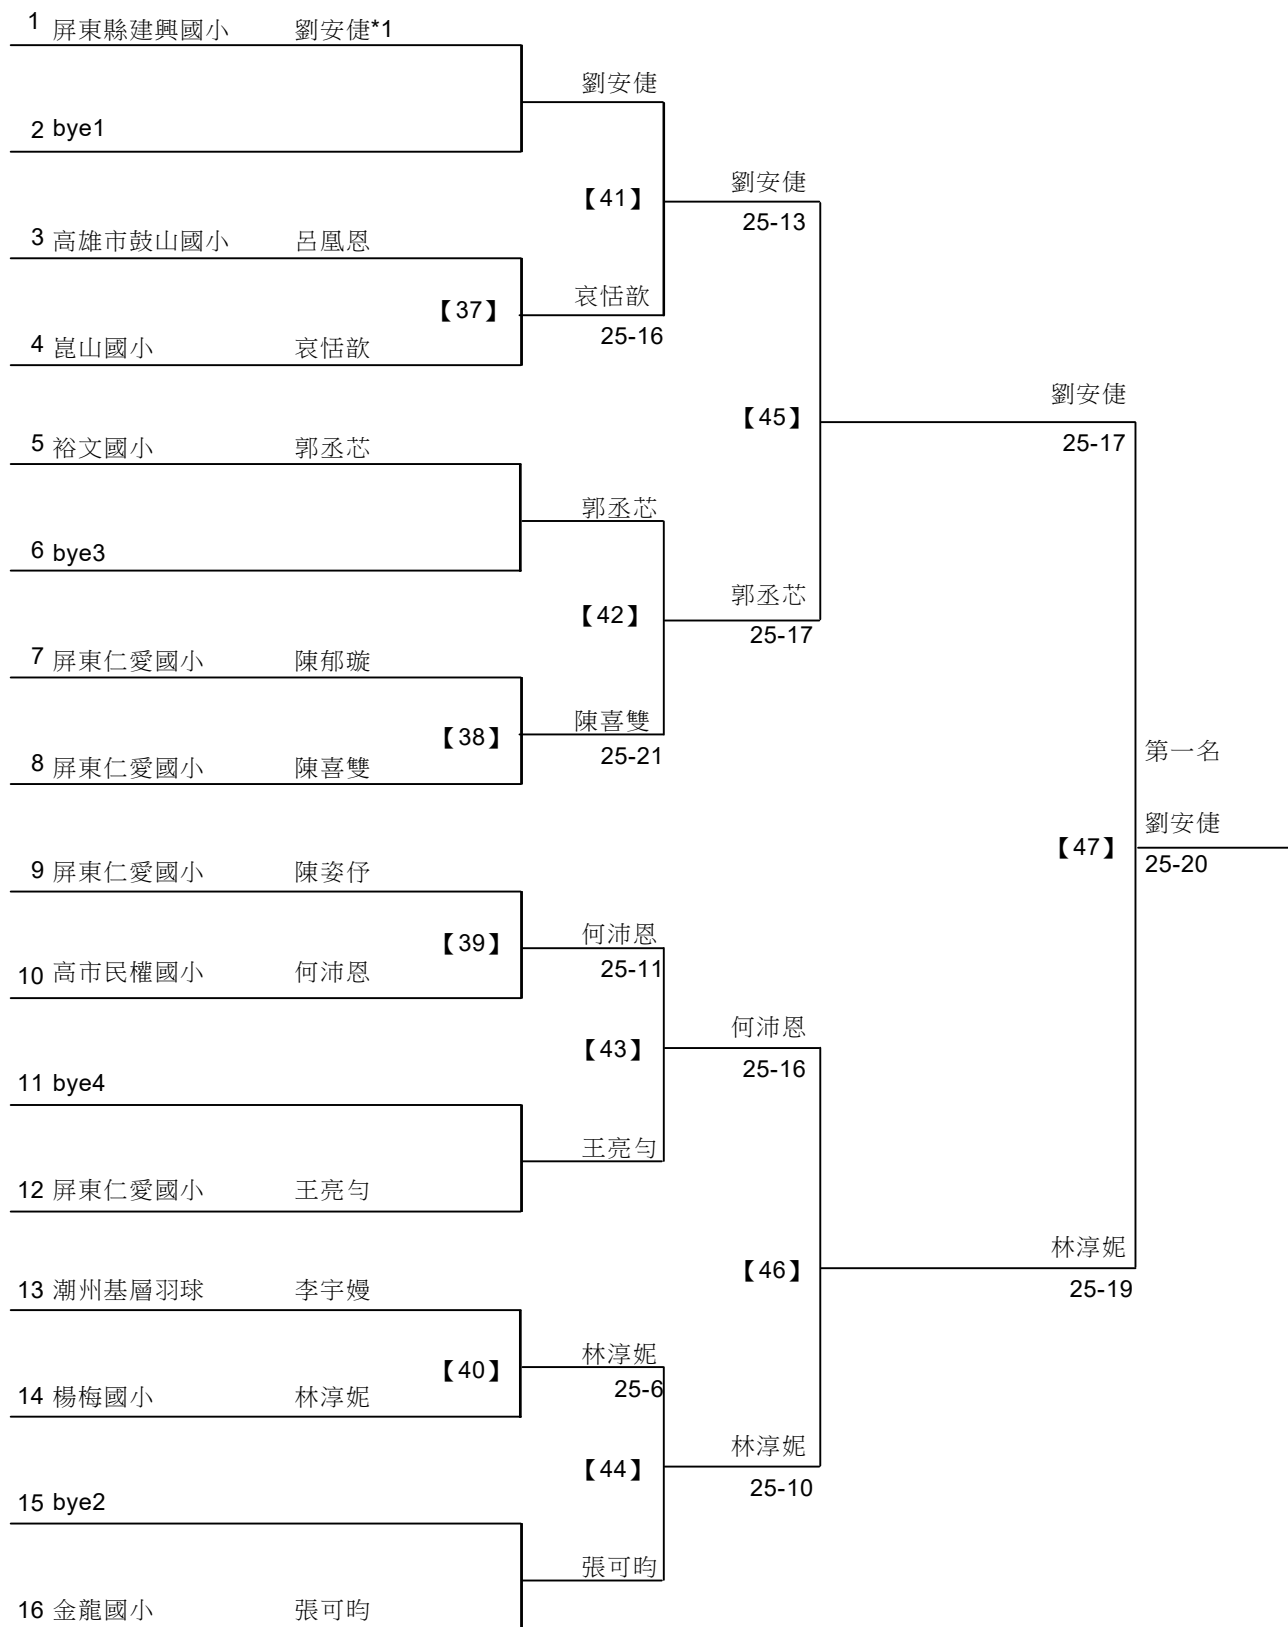 1 屏東縣建興國小 劉安倢*1
劉安倢
2 bye1
【41】
劉安倢
25-13
3 高雄市鼓山國小 呂凰恩
【37】
哀恬歆
25-16
4 崑山國小 哀恬歆
【45】
劉安倢
25-17
5 裕文國小 郭丞芯
郭丞芯
6 bye3
【42】
郭丞芯
25-17
7 屏東仁愛國小 陳郁璇
【38】
陳喜雙
25-21
8 屏東仁愛國小 陳喜雙
第一名
【47】
劉安倢
25-20
9 屏東仁愛國小 陳姿伃
【39】
何沛恩
25-11
10 高市民權國小 何沛恩
【43】
何沛恩
25-16
11 bye4
王亮勻
12 屏東仁愛國小 王亮勻
【46】
林淳妮
25-19
13 潮州基層羽球 李宇嫚
【40】
林淳妮
25-6
14 楊梅國小 林淳妮
【44】
林淳妮
25-10
15 bye2
張可昀
16 金龍國小 張可昀